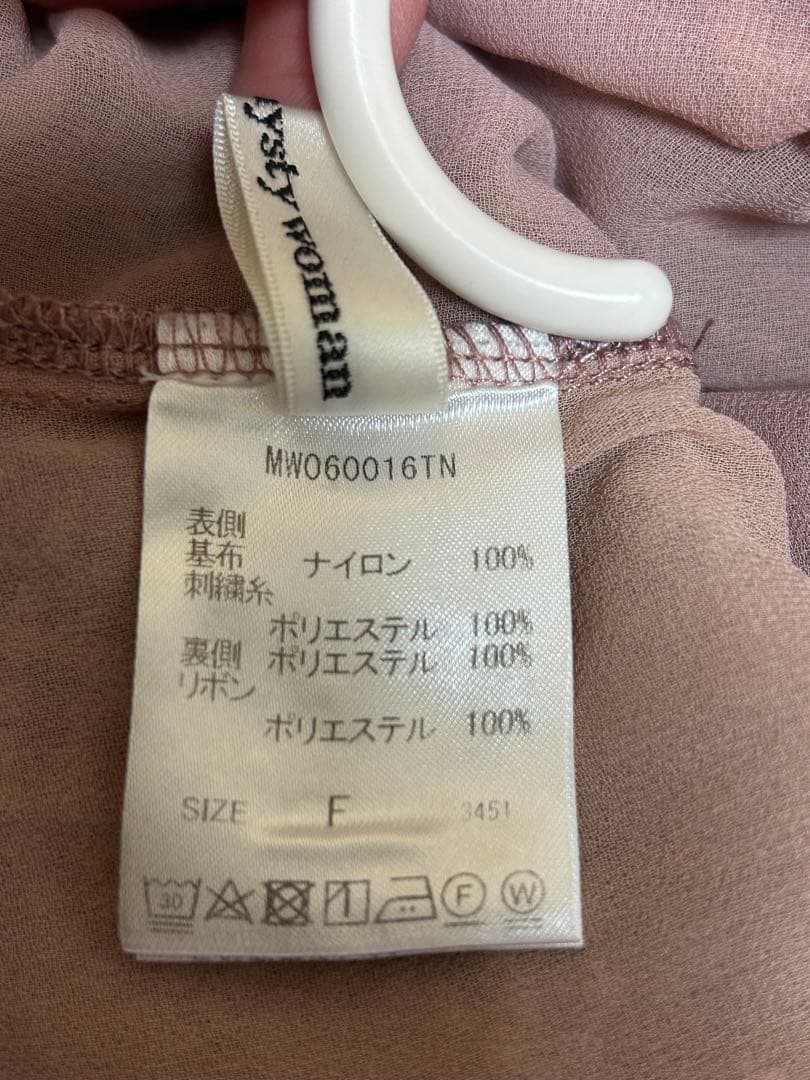 ysty woman
MW060016TN
表側
基布 ナイロン 100%
刺繍糸
ポリエステル 100%
裏側 ポリエステル 100%
リボン
ポリエステル 100%
SIZE F 3451
30 F W